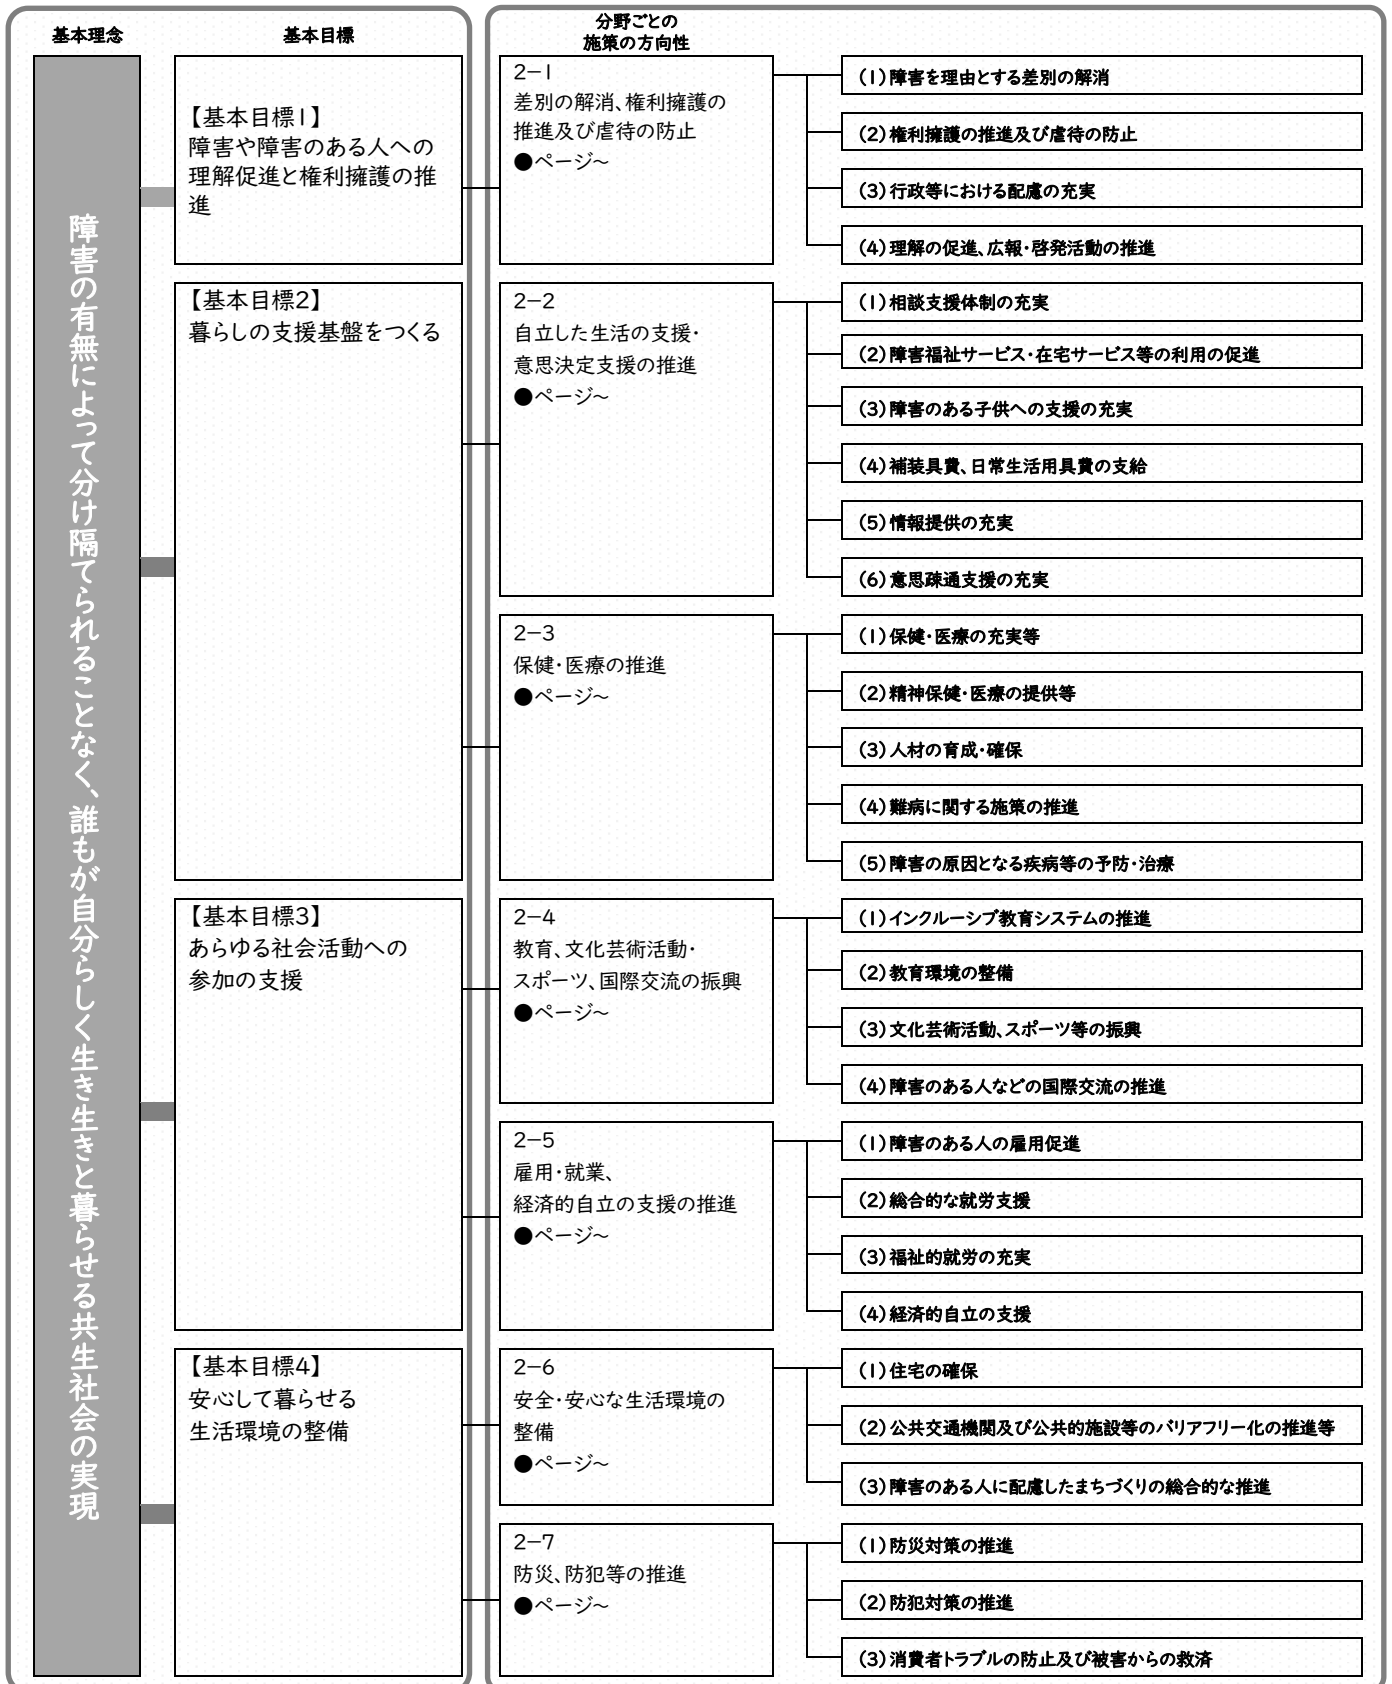 基本理念
基本目標
分野ごとの
施策の方向性
障害の有無によって分け隔てられることなく、誰もが自分らしく生き生きと暮らせる共生社会の実現
【基本目標1】
障害や障害のある人への
理解促進と権利擁護の推
進
2－1
差別の解消、権利擁護の
推進及び虐待の防止
●ページ～
(1)障害を理由とする差別の解消
(2)権利擁護の推進及び虐待の防止
(3)行政等における配慮の充実
(4)理解の促進、広報・啓発活動の推進
【基本目標2】
暮らしの支援基盤をつくる
2－2
自立した生活の支援・
意思決定支援の推進
●ページ～
(1)相談支援体制の充実
(2)障害福祉サービス・在宅サービス等の利用の促進
(3)障害のある子供への支援の充実
(4)補装具費、日常生活用具費の支給
(5)情報提供の充実
(6)意思疎通支援の充実
2－3
保健・医療の推進
●ページ～
(1)保健・医療の充実等
(2)精神保健・医療の提供等
(3)人材の育成・確保
(4)難病に関する施策の推進
(5)障害の原因となる疾病等の予防・治療
【基本目標3】
あらゆる社会活動への
参加の支援
2－4
教育、文化芸術活動・
スポーツ、国際交流の振興
●ページ～
(1)インクルーシブ教育システムの推進
(2)教育環境の整備
(3)文化芸術活動、スポーツ等の振興
(4)障害のある人などの国際交流の推進
2－5
雇用・就業、
経済的自立の支援の推進
●ページ～
(1)障害のある人の雇用促進
(2)総合的な就労支援
(3)福祉的就労の充実
(4)経済的自立の支援
【基本目標4】
安心して暮らせる
生活環境の整備
2－6
安全・安心な生活環境の
整備
●ページ～
(1)住宅の確保
(2)公共交通機関及び公共的施設等のバリアフリー化の推進等
(3)障害のある人に配慮したまちづくりの総合的な推進
2－7
防災、防犯等の推進
●ページ～
(1)防災対策の推進
(2)防犯対策の推進
(3)消費者トラブルの防止及び被害からの救済